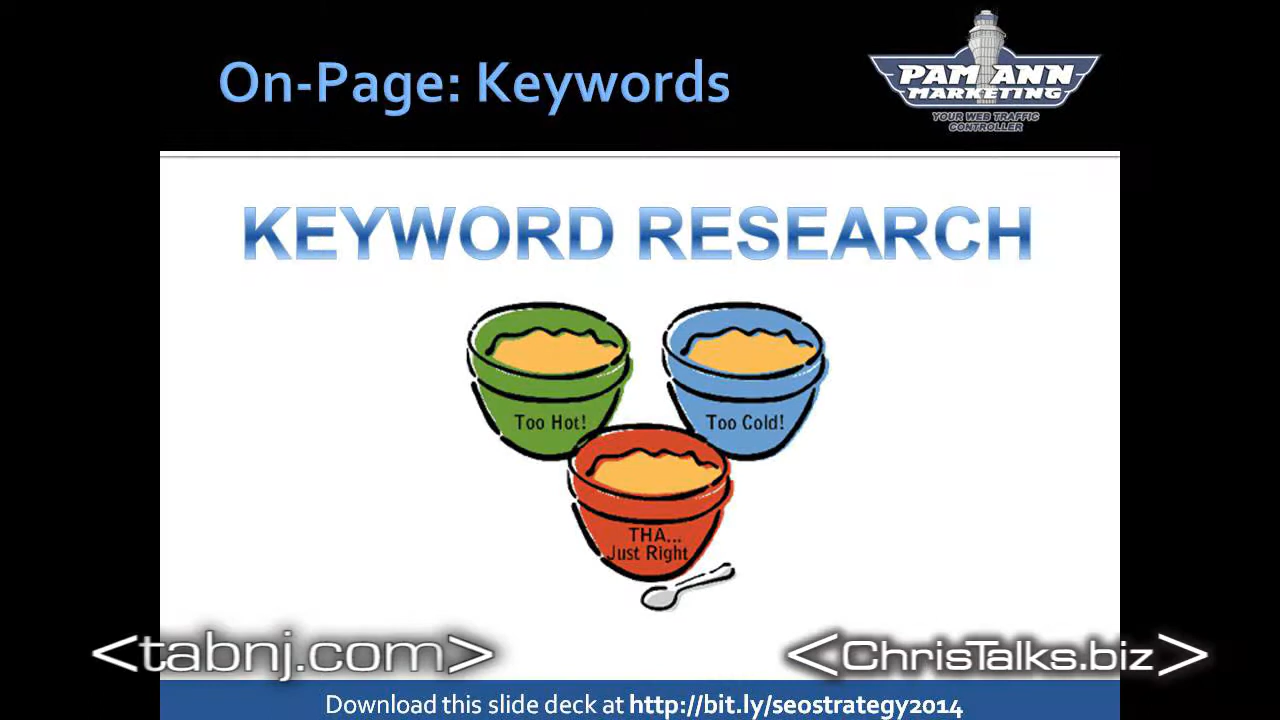 On-Page: Keywords
PAM ANN
MARKETING
YOUR WEB TRAFFIC
CONTROLLER
KEYWORD RESEARCH
Too Hot!
Too Cold!
THA...
Just Right
<tabnj.com>
<ChrisTalks.biz>
Download this slide deck at http://bit.ly/seostrategy2014